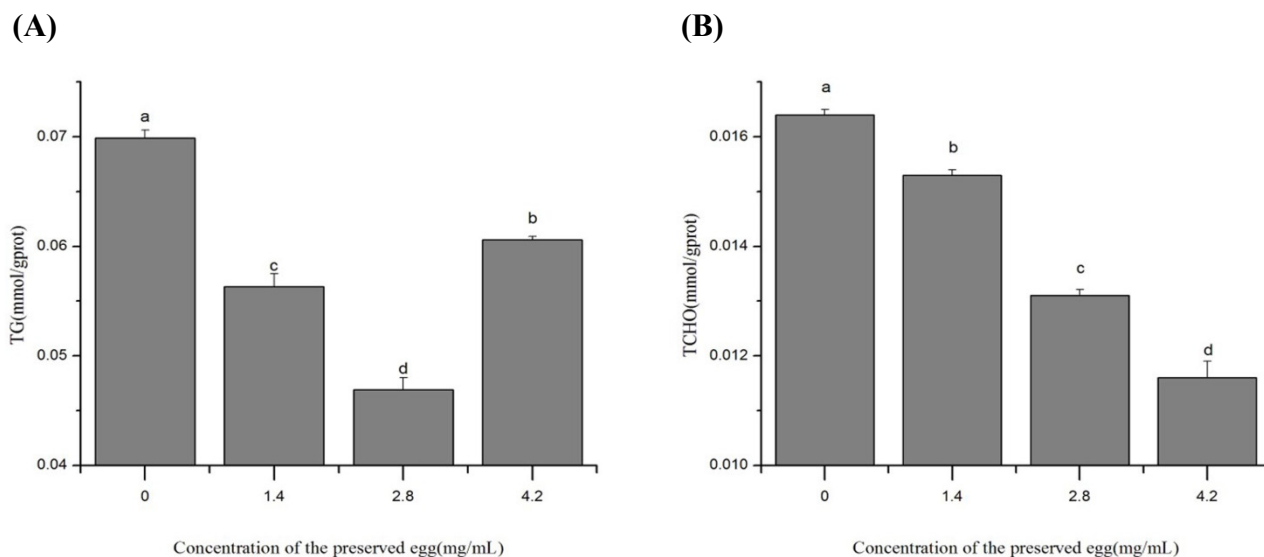 (A)
a
b
c
d
0.07
0.06
0.05
0.04
TG(mmol/gprot)
0
1.4
2.8
4.2
Concentration of the preserved egg(mg/mL)
(B)
a
b
c
d
0.016
0.014
0.012
0.010
TCHO(mmol/gprot)
0
1.4
2.8
4.2
Concentration of the preserved egg(mg/mL)